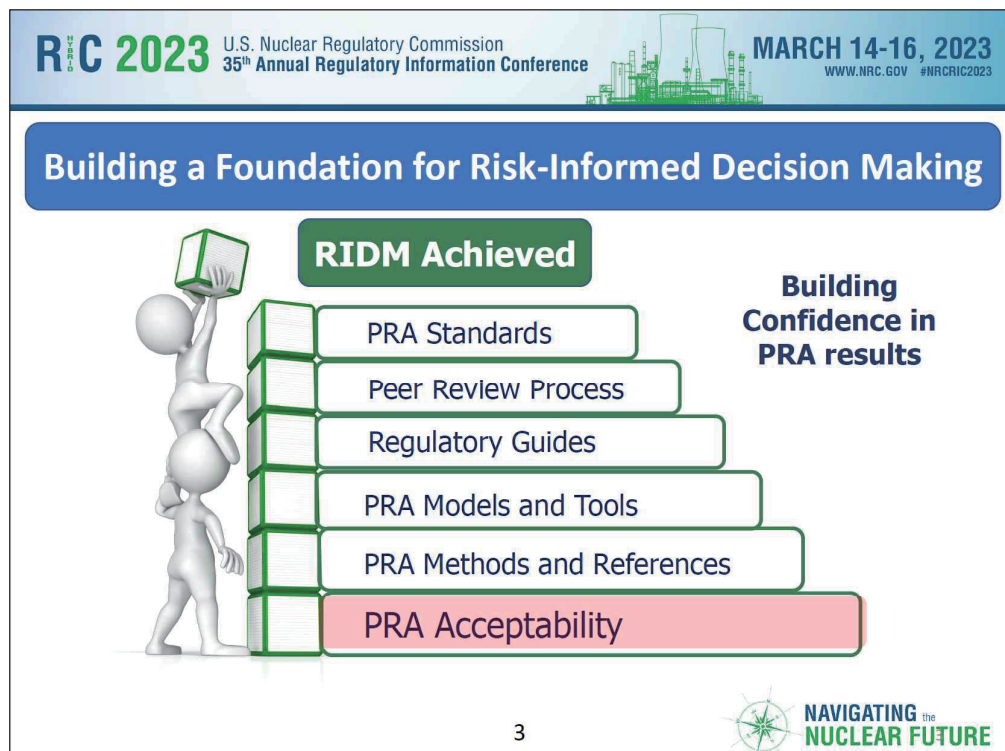 RIC 2023
HYBRID
U.S. Nuclear Regulatory Commission
35th Annual Regulatory Information Conference
MARCH 14-16, 2023
WWW.NRC.GOV #NRCRIC2023
Building a Foundation for Risk-Informed Decision Making
RIDM Achieved
Building
Confidence in
PRA results
PRA Standards
Peer Review Process
Regulatory Guides
PRA Models and Tools
PRA Methods and References
PRA Acceptability
3
NAVIGATING the
NUCLEAR FUTURE